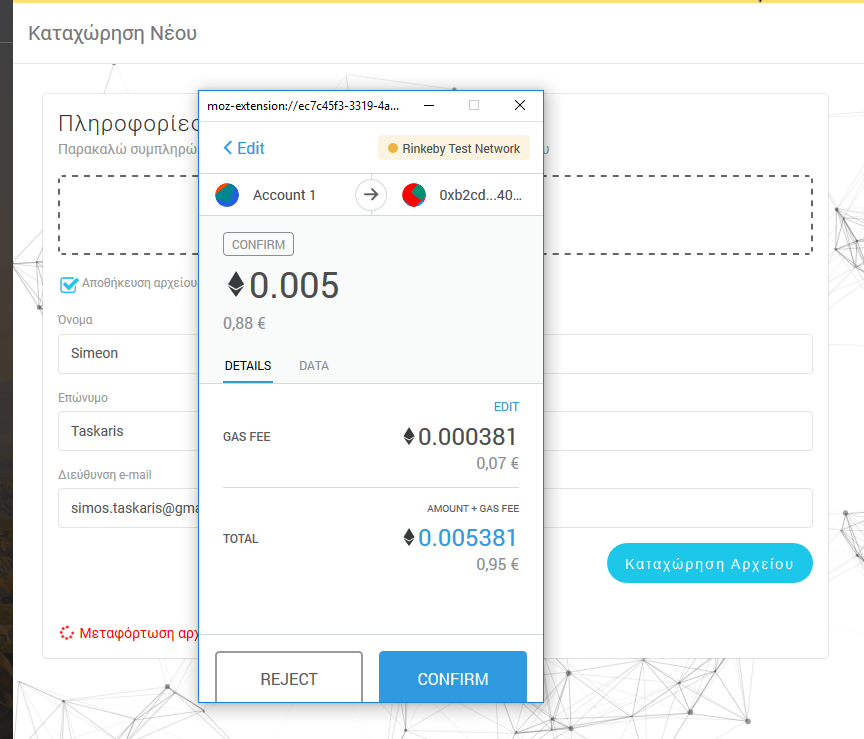 Καταχώρηση Νέου
moz-extension://ec7c45f3-3319-4a...
Πληροφορίες
Παρακαλώ συμπληρώ
Edit
Rinkeby Test Network
υ
Account 1
0xb2cd...40...
CONFIRM
0.005
0,88 €
Αποθήκευση αρχείου
Όνομα
Simeon
DETAILS
DATA
Επώνυμο
EDIT
Taskaris
GAS FEE
0.000381
0,07 €
Διεύθυνση e-mail
simos.taskaris@gma
AMOUNT + GAS FEE
TOTAL
0.005381
0,95 €
Καταχώρηση Αρχείου
Μεταφόρτωση αρχ
REJECT
CONFIRM